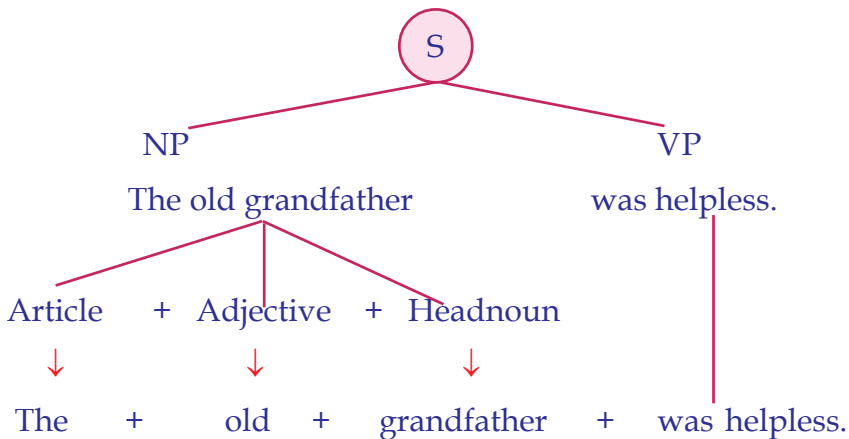 S
NP VP
The old grandfather was helpless.
Article + Adjective + Headnoun
↓ ↓ ↓
The + old + grandfather + was helpless.